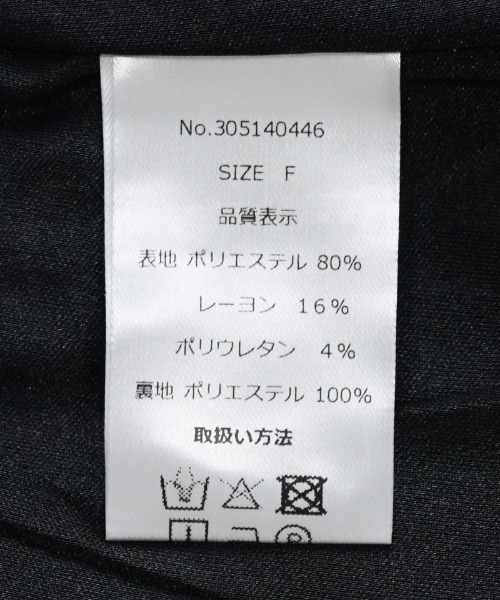 No.305140446
SIZE F
品質表示
表地 ポリエステル 80%
レーヨン 16%
ポリウレタン 4%
裏地 ポリエステル 100%
取扱い方法